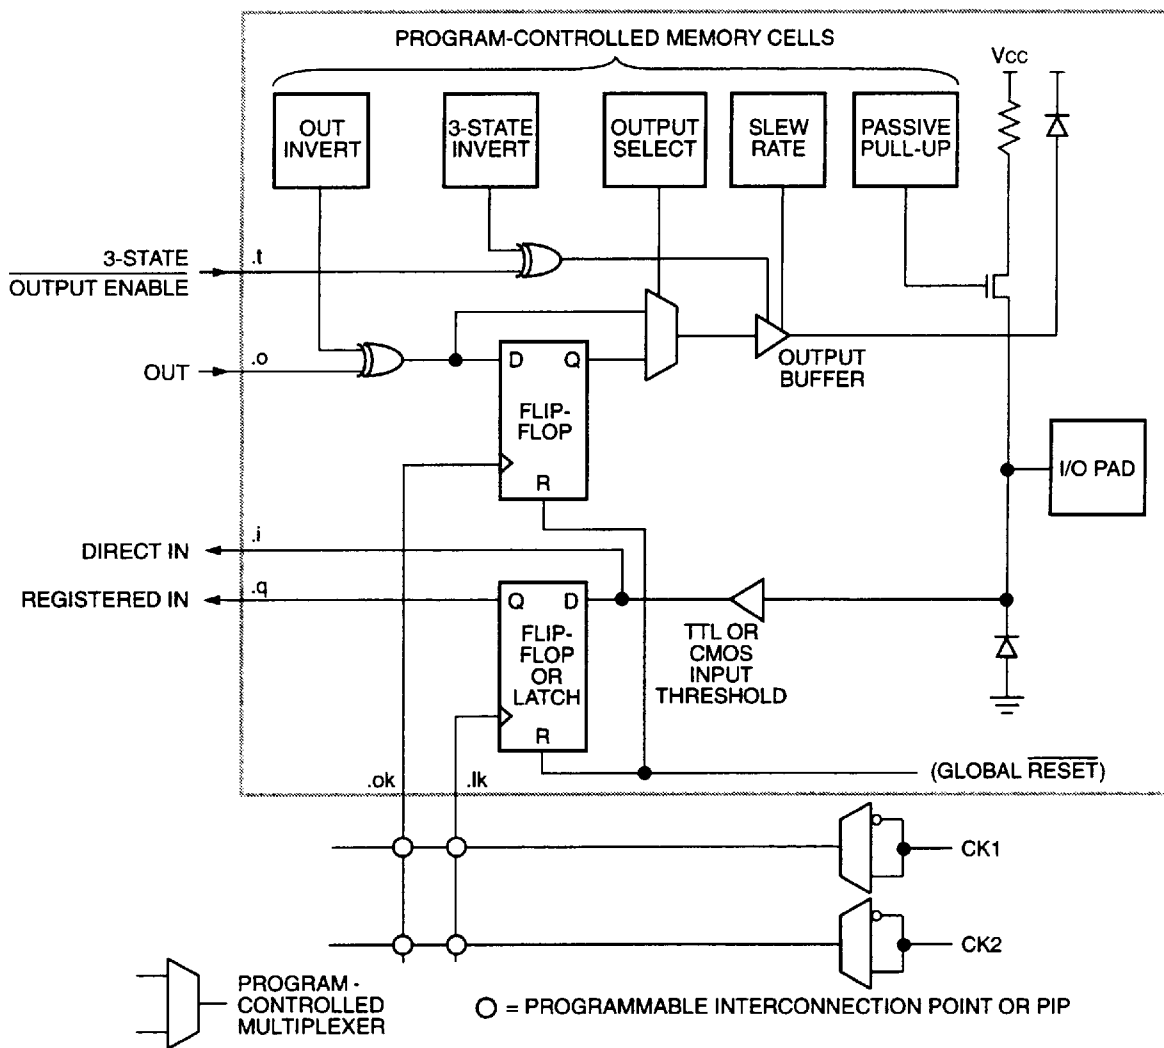 PROGRAM-CONTROLLED MEMORY CELLS
VCC
OUT
INVERT
3-STATE
INVERT
OUTPUT
SELECT
SLEW
RATE
PASSIVE
PULL-UP
3-STATE
OUTPUT ENABLE
.t
OUT
.o
D
Q
FLIP-
FLOP
R
OUTPUT
BUFFER
I/O PAD
DIRECT IN
.i
REGISTERED IN
.q
Q
D
FLIP-
FLOP
OR
LATCH
R
TTL OR
CMOS
INPUT
THRESHOLD
.ok
.lk
(GLOBAL RESET)
CK1
CK2
PROGRAM-
CONTROLLED
MULTIPLEXER
= PROGRAMMABLE INTERCONNECTION POINT OR PIP